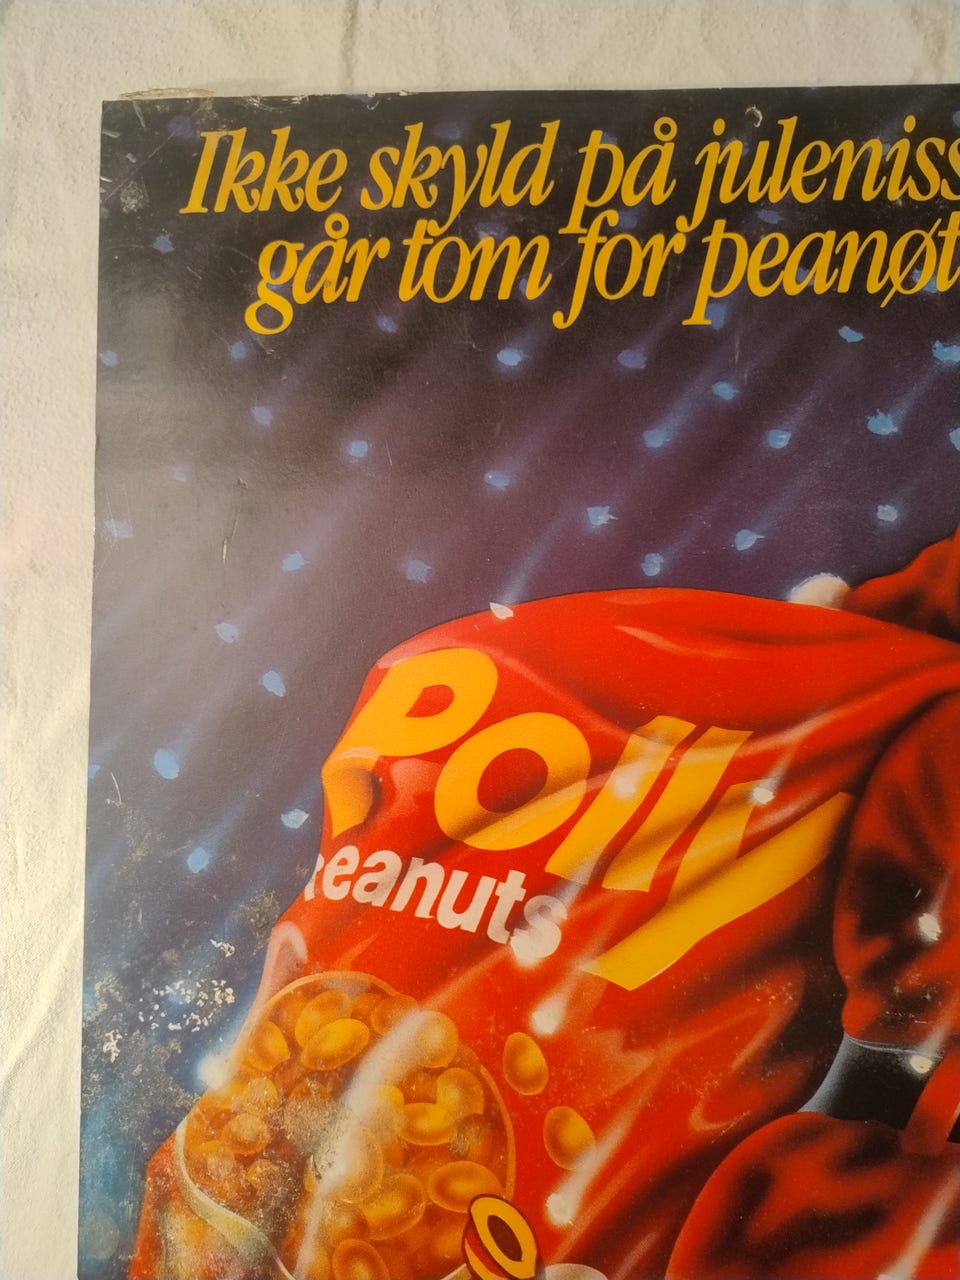 Ikke skyld på juleniss
går tom for peanøt
Polly
Peanuts